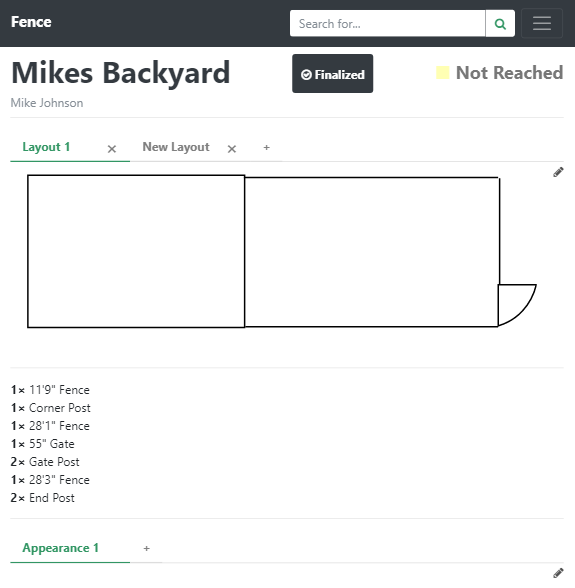 Fence
Search for...
Mikes Backyard
Finalized
Not Reached
Mike Johnson
Layout 1 ×
New Layout ×
+
1× 11'9" Fence
1× Corner Post
1× 28'1" Fence
1× 55" Gate
2× Gate Post
1× 28'3" Fence
2× End Post
Appearance 1
+